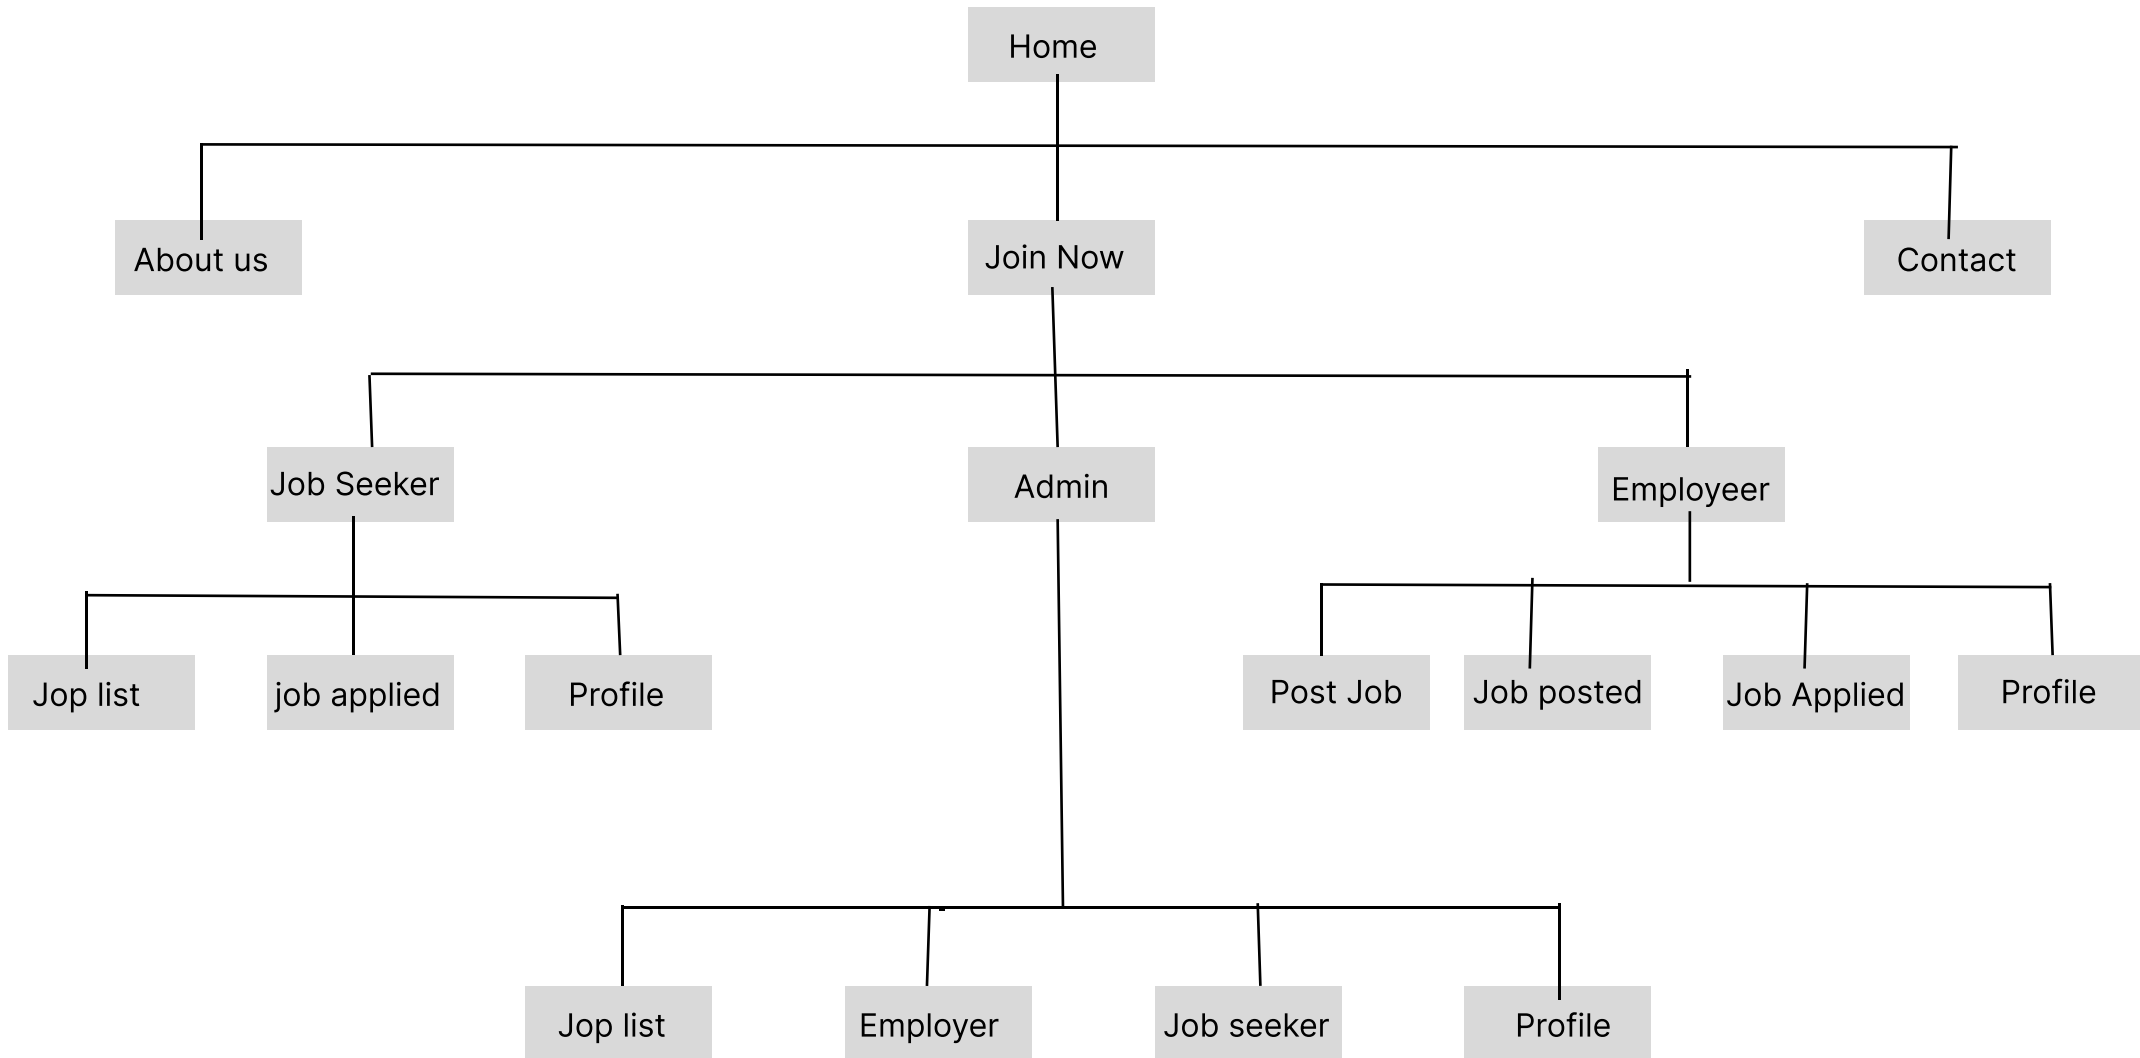 Home
About us
Join Now
Contact
Job Seeker
Admin
Employeer
Jop list
job applied
Profile
Post Job
Job posted
Job Applied
Profile
Jop list
Employer
Job seeker
Profile